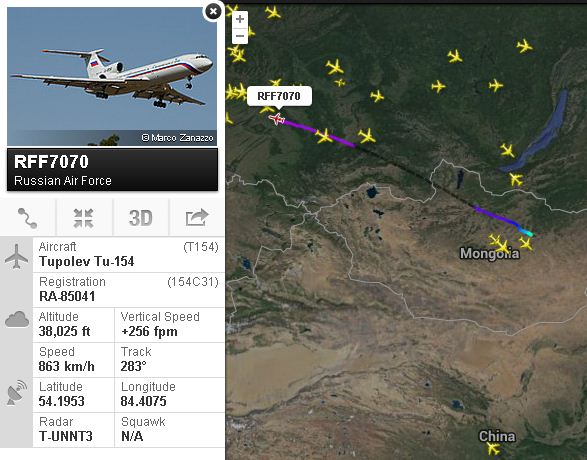 © Marco Zanazzo
RFF7070
Russian Air Force
3D
Aircraft (T154)
Tupolev Tu-154
Registration (154C31)
RA-85041
Altitude Vertical Speed
38,025 ft +256 fpm
Speed Track
863 km/h 283°
Latitude Longitude
54.1953 84.4075
Radar Squawk
T-UNNT3 N/A
+
−
RFF7070
Mongolia
China